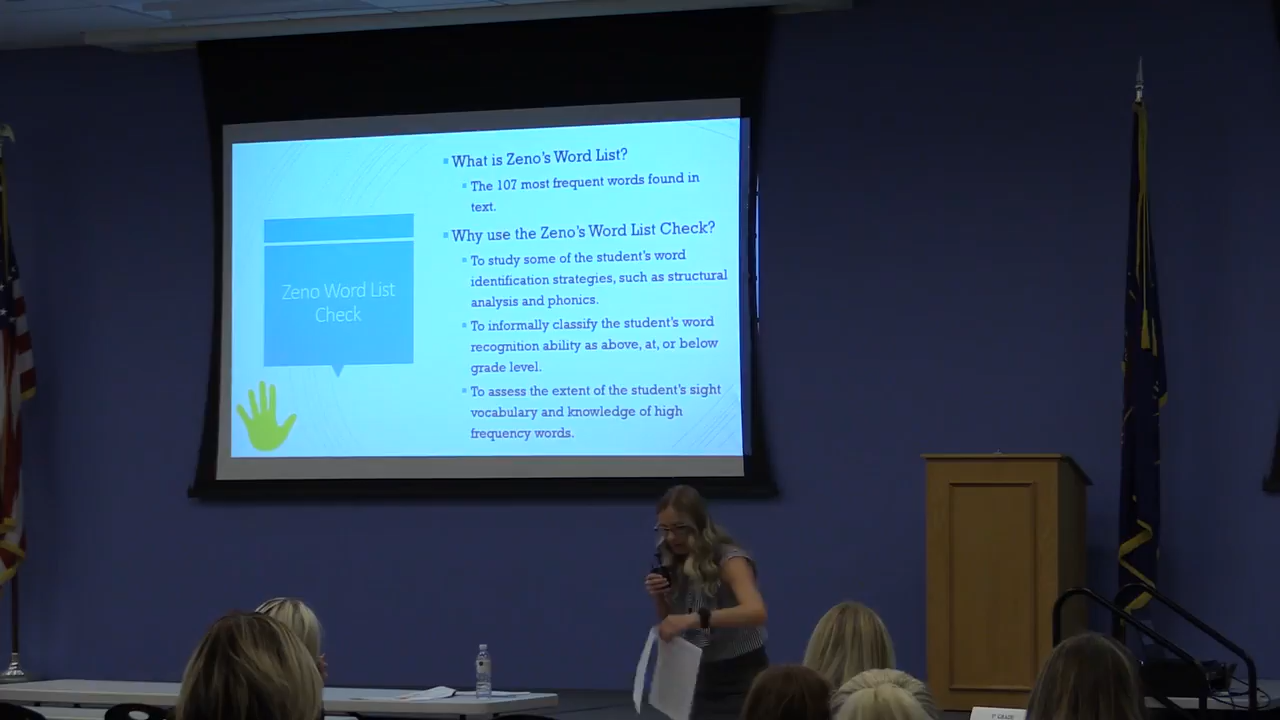 Zeno Word List
Check
What is Zeno's Word List?
The 107 most frequent words found in
text.
Why use the Zeno's Word List Check?
To study some of the student's word
identification strategies, such as structural
analysis and phonics.
To informally classify the student's word
recognition ability as above, at, or below
grade level.
To assess the extent of the student's sight
vocabulary and knowledge of high
frequency words.
1ST GRADE